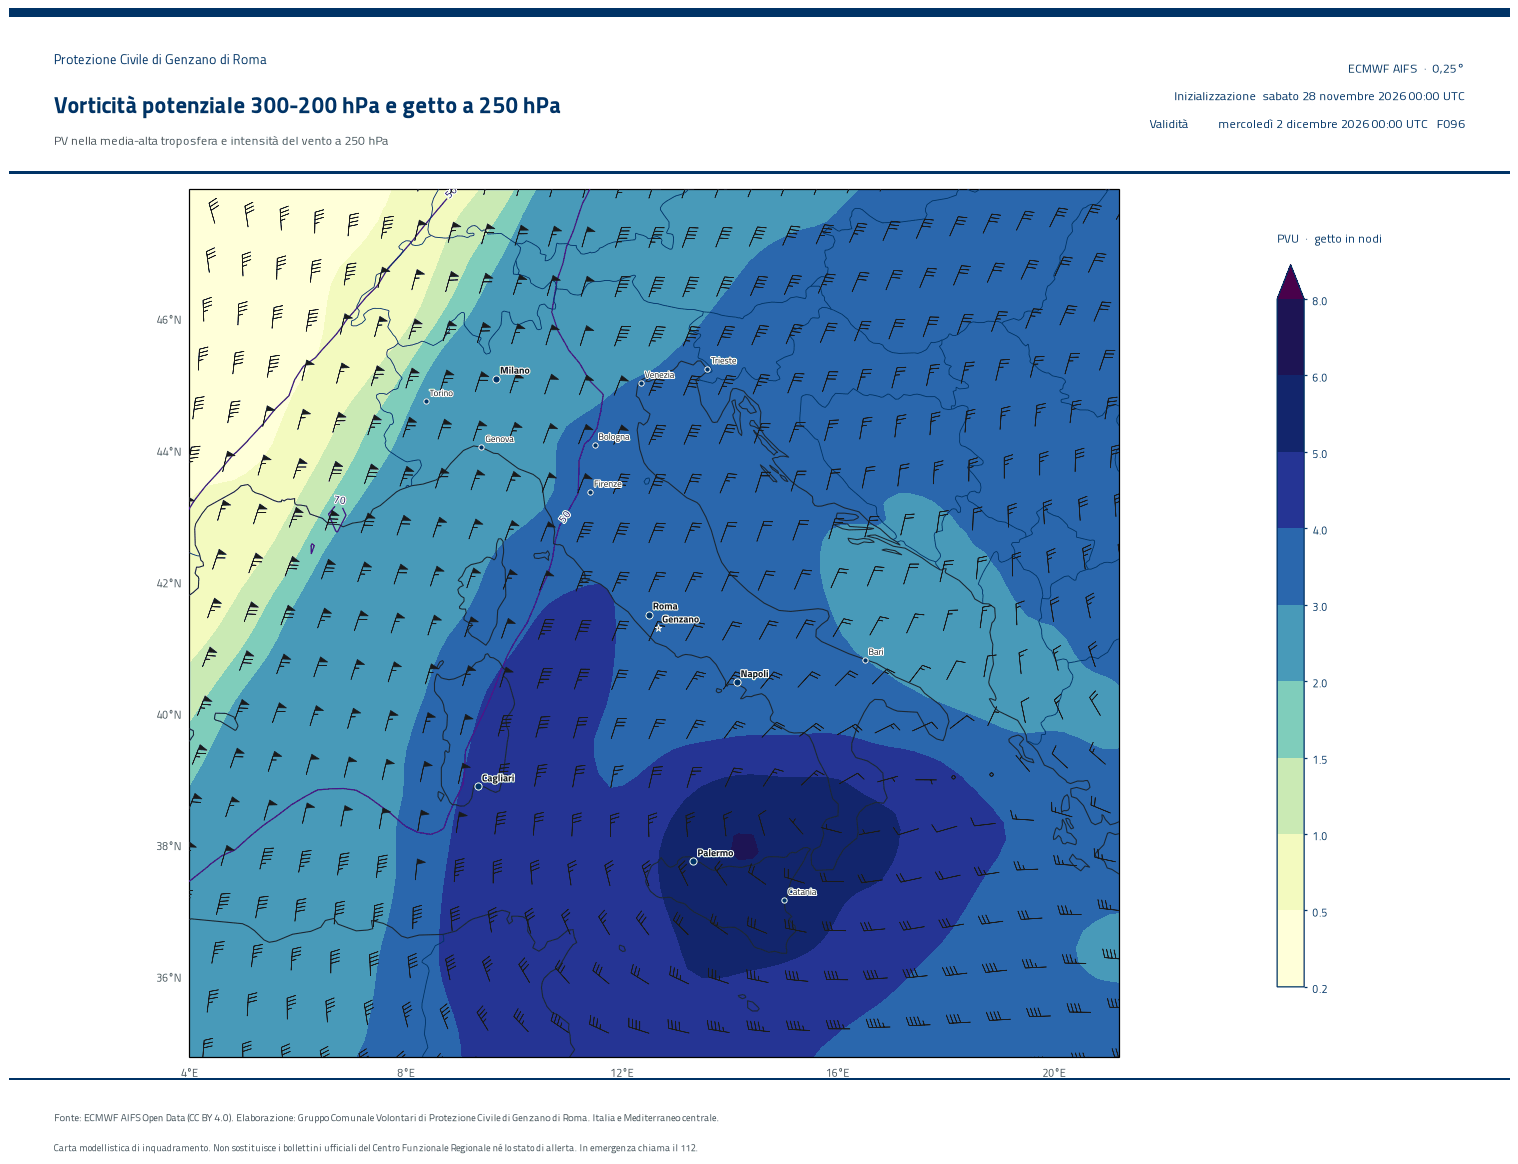 Protezione Civile di Genzano di Roma
Vorticità potenziale 300-200 hPa e getto a 250 hPa
PV nella media-alta troposfera e intensità del vento a 250 hPa
ECMWF AIFS · 0,25°
Inizializzazione sabato 28 novembre 2026 00:00 UTC
Validità mercoledì 2 dicembre 2026 00:00 UTC F096
PVU · getto in nodi
8.0
6.0
5.0
4.0
3.0
2.0
1.5
1.0
0.5
0.2
46°N
44°N
42°N
40°N
38°N
36°N
4°E
8°E
12°E
16°E
20°E
Trieste
Milano
Venezia
Torino
Genova
Bologna
Firenze
70
50
Roma
Genzano
Bari
Napoli
Cagliari
Palermo
Catania
Fonte: ECMWF AIFS Open Data (CC BY 4.0). Elaborazione: Gruppo Comunale Volontari di Protezione Civile di Genzano di Roma. Italia e Mediterraneo centrale.
Carta modellistica di inquadramento. Non sostituisce i bollettini ufficiali del Centro Funzionale Regionale né lo stato di allerta. In emergenza chiama il 112.